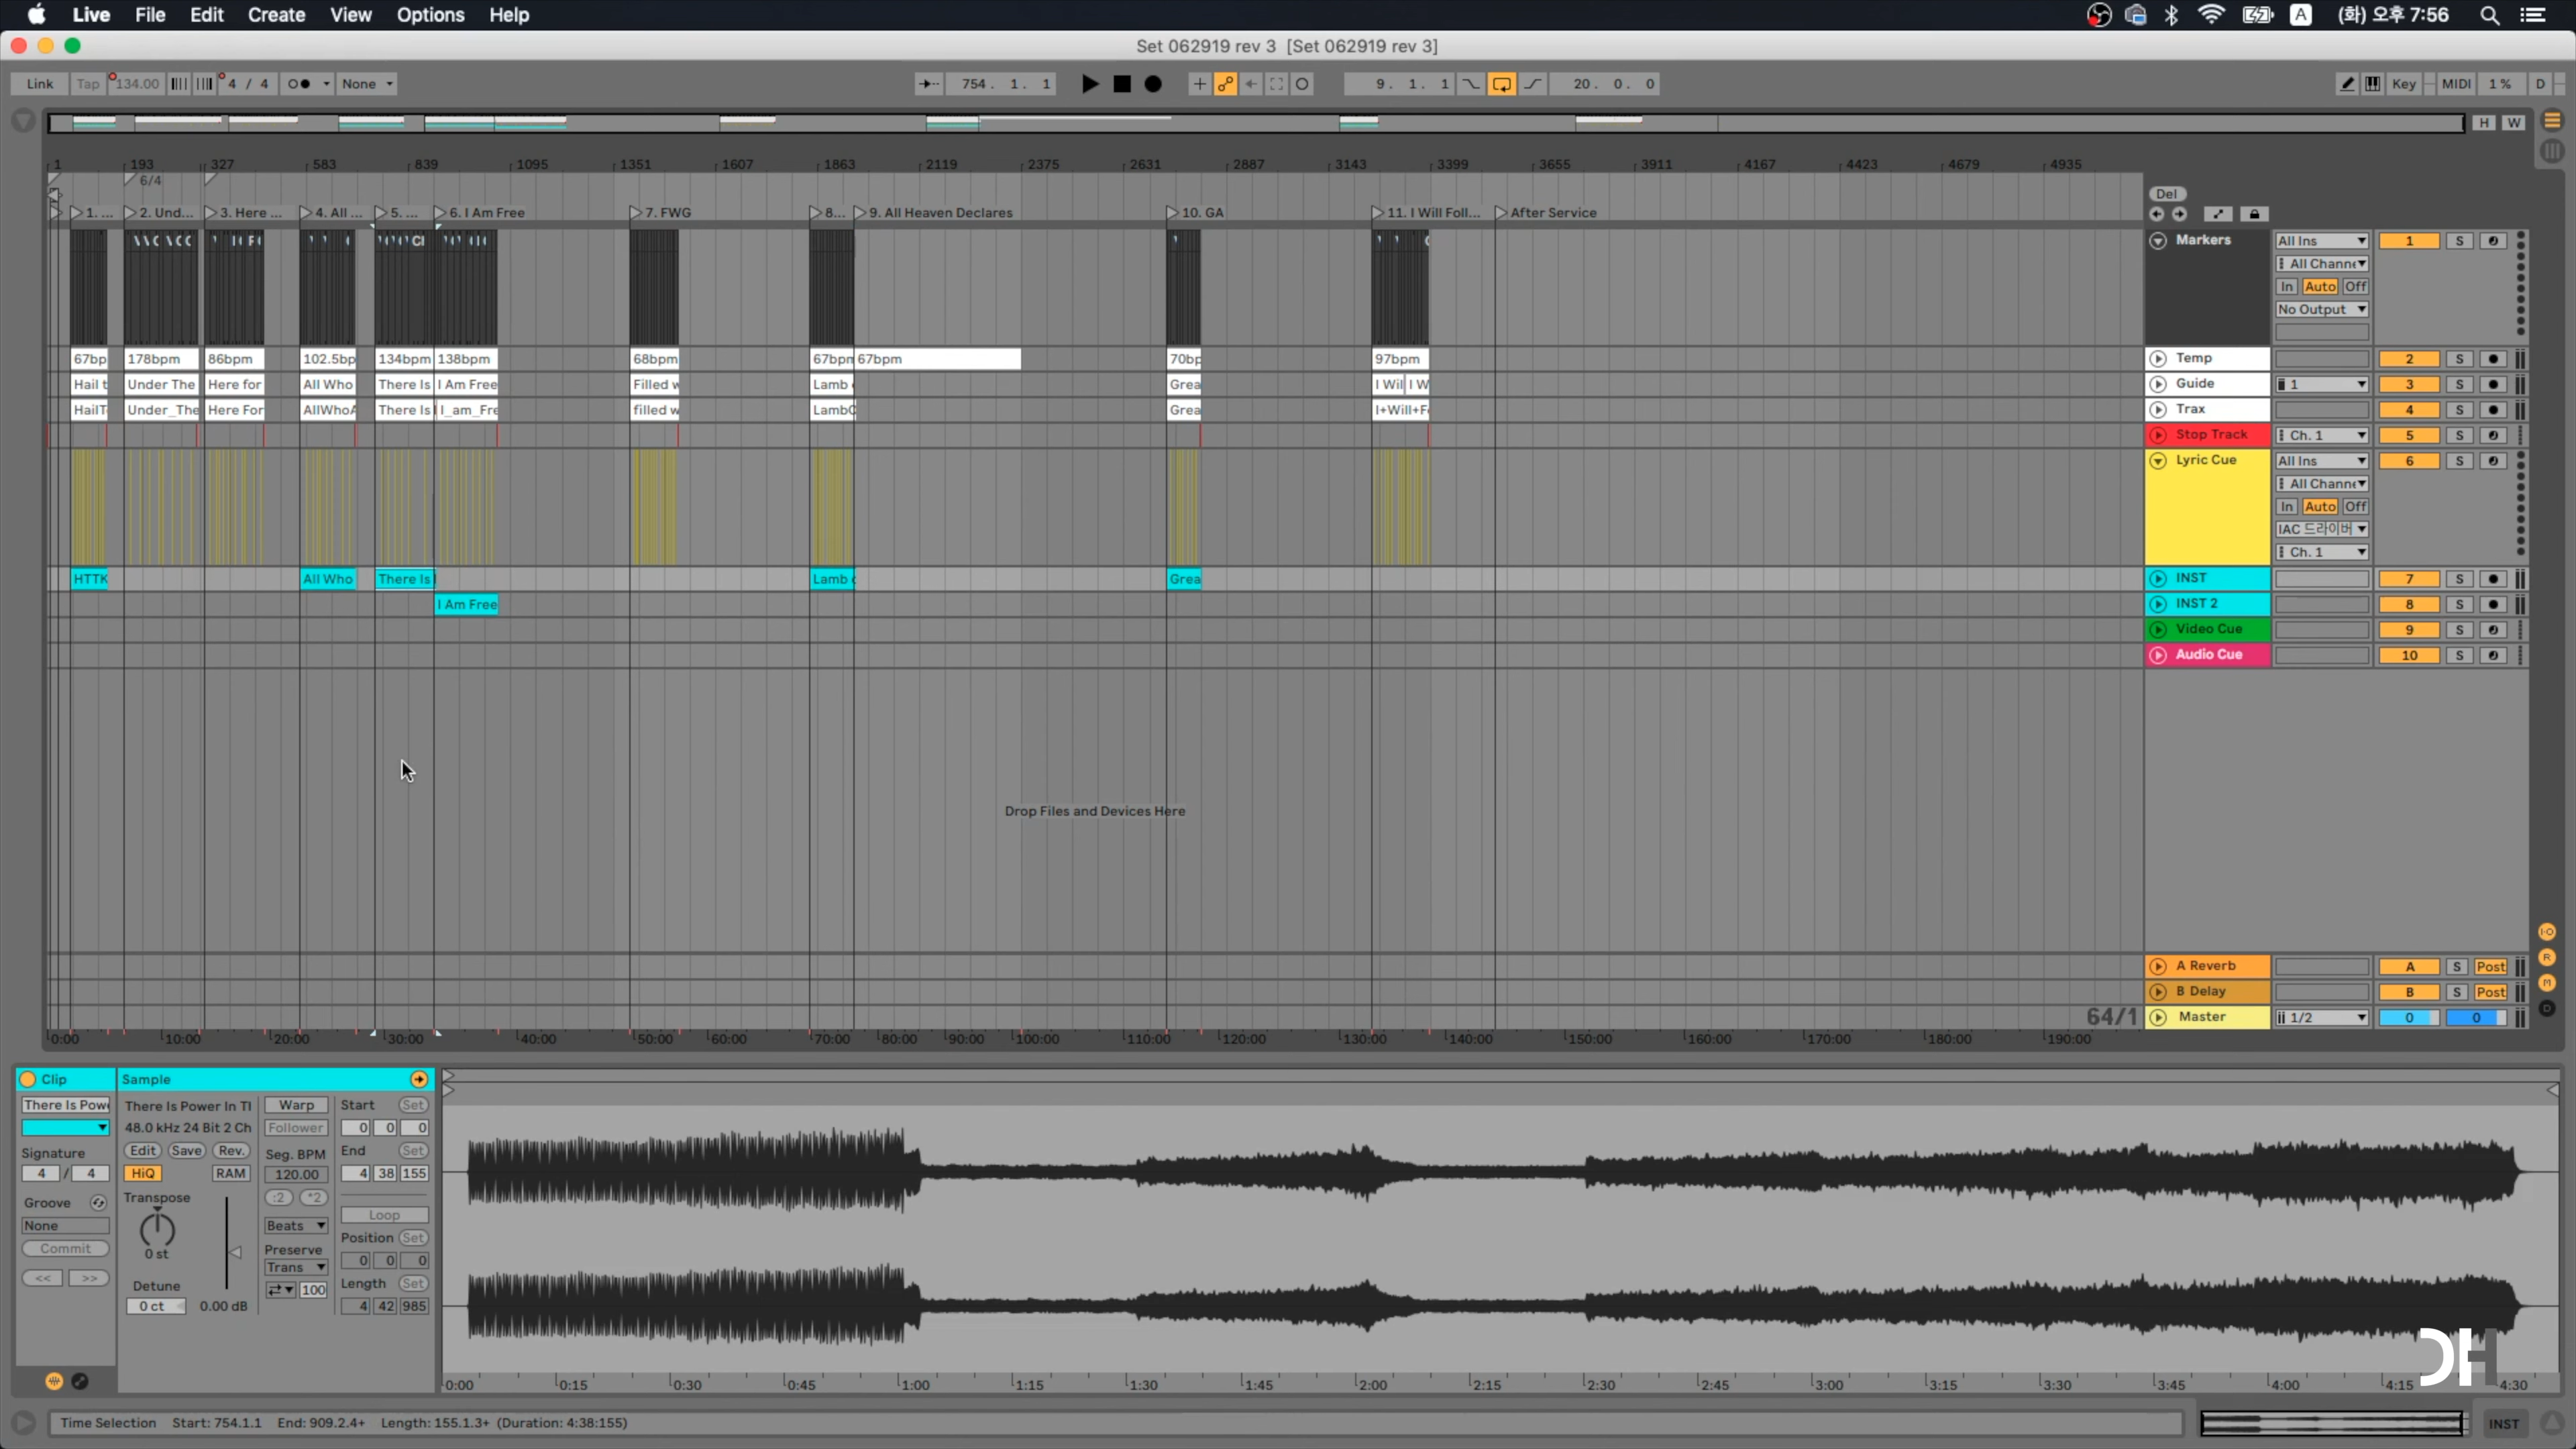 Live File Edit Create View Options Help A (화) 오후 7:56
Set 062919 rev 3 [Set 062919 rev 3]
Link Tap 134.00 4 / 4 None 754. 1. 1 9. 1. 1 20. 0. 0 Key MIDI 1 % D
H W
1 193 327 583 839 1095 1351 1607 1863 2119 2375 2631 2887 3143 3399 3655 3911 4167 4423 4679 4935
6/4
Del
1. ... 2. Und... 3. Here ... 4. All ... 5. ... 6. I Am Free 7. FWG 8... 9. All Heaven Declares 10. GA 11. I Will Foll... After Service
Markers All Ins 1 S
All Channe
In Auto Off
No Output
67bp 178bpm 86bpm 102.5bp 134bpm 138bpm 68bpm 67bpm 67bpm 70bp 97bpm Temp 2 S
Hail t Under The Here for All Who There Is I Am Free Filled w Lamb Grea I Wil I W Guide 1 3 S
HailT Under_The Here For AllWhoA There Is I_am_Fre filled w LambO Grea I+Will+F Trax 4 S
Stop Track Ch. 1 5 S
Lyric Cue All Ins 6 S
All Channe
In Auto Off
IAC 드라이버
Ch. 1
HTTK All Who There Is Lamb Grea INST 7 S
I Am Free INST 2 8 S
Video Cue 9 S
Audio Cue 10 S
Drop Files and Devices Here
A Reverb A S Post
B Delay B S Post
64/1 Master 1/2 0 0
0:00 10:00 20:00 30:00 40:00 50:00 60:00 70:00 80:00 90:00 100:00 110:00 120:00 130:00 140:00 150:00 160:00 170:00 180:00 190:00
Clip Sample
There Is Pow There Is Power In Tl Warp Start Set
48.0 kHz 24 Bit 2 Ch Follower 0 0 0
Signature Edit Save Rev. Seg. BPM End Set
4 / 4 HiQ RAM 120.00 4 38 155
Groove Transpose :2 *2
None Beats Loop
Commit 0 st Preserve Position Set
<< >> Trans 0 0 0
Detune Length Set
0 ct 0.00 dB 100 4 42 985
DH
0:00 0:15 0:30 0:45 1:00 1:15 1:30 1:45 2:00 2:15 2:30 2:45 3:00 3:15 3:30 3:45 4:00 4:15 4:30
Time Selection Start: 754.1.1 End: 909.2.4+ Length: 155.1.3+ (Duration: 4:38:155) INST